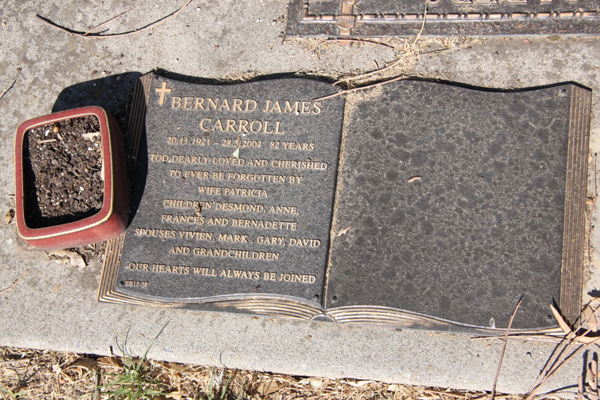 BERNARD JAMES
CARROLL
20.11.1921 - 28.5.2004 82 YEARS
TOO DEARLY LOVED AND CHERISHED
TO EVER BE FORGOTTEN BY
WIFE PATRICIA
CHILDREN DESMOND, ANNE,
FRANCES AND BERNADETTE
SPOUSES VIVIEN, MARK, GARY, DAVID
AND GRANDCHILDREN
OUR HEARTS WILL ALWAYS BE JOINED